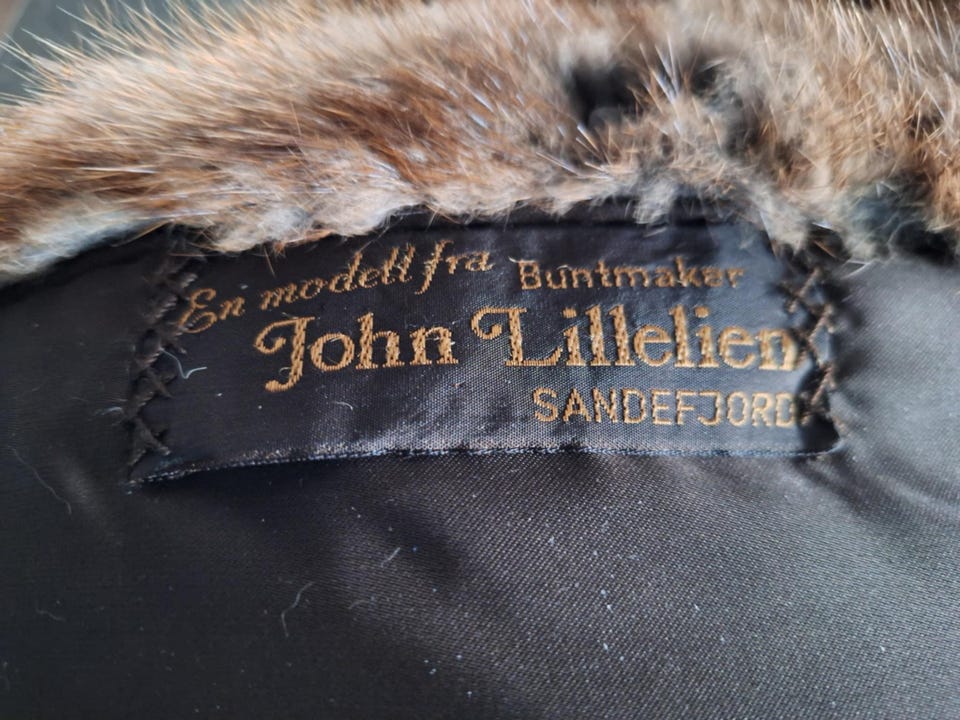 En modell fra Buntmaker
John Lillelien
SANDEFJORD